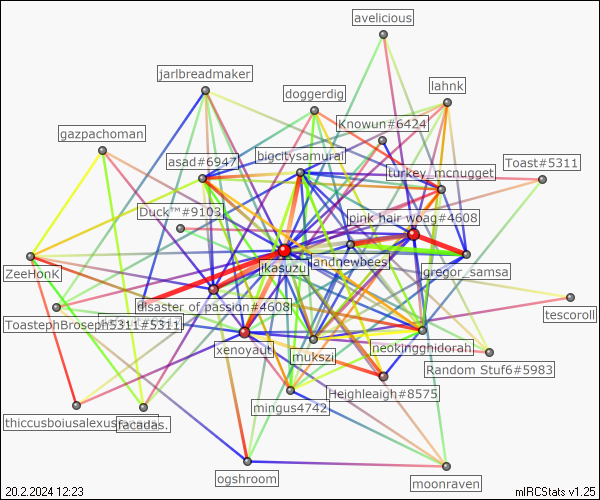 avelicious
jarlbreadmaker
lahnk
doggerdig
Knowun#6424
gazpachoman
bigcitysamurai
asad#6947
Toast#5311
turkey_mcnugget
Duck™#9103
pink hair woag#4608
landnewbees
ikasuzu
gregor_samsa
ZeeHonK
disaster of passion#4608
tescoroll
ToastephBroseph5311#5311
xenoyaut
mukszi
neokingghidorah
Random Stuf6#5983
Heighleigh#8575
mingus4742
thiccusboiusalexus
facadas.
ogshroom
moonraven
20.2.2024 12:23
mIRCStats v1.25